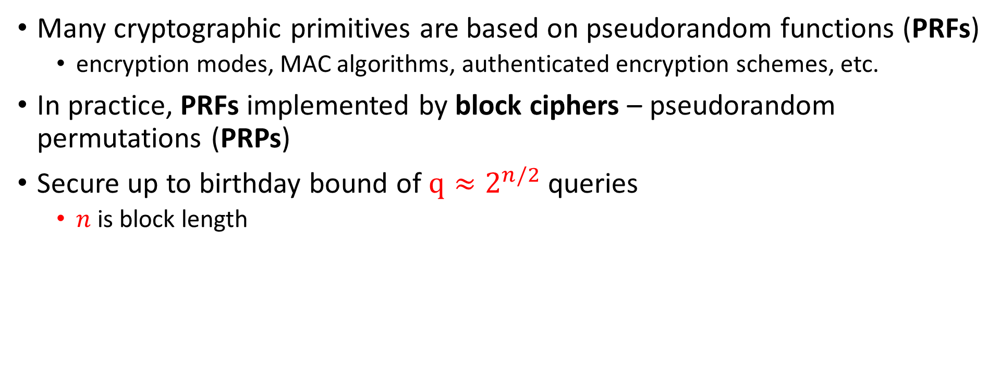 • Many cryptographic primitives are based on pseudorandom functions (PRFs)
• encryption modes, MAC algorithms, authenticated encryption schemes, etc.
• In practice, PRFs implemented by block ciphers – pseudorandom
permutations (PRPs)
• Secure up to birthday bound of q ≈ 2^{n/2} queries
• n is block length